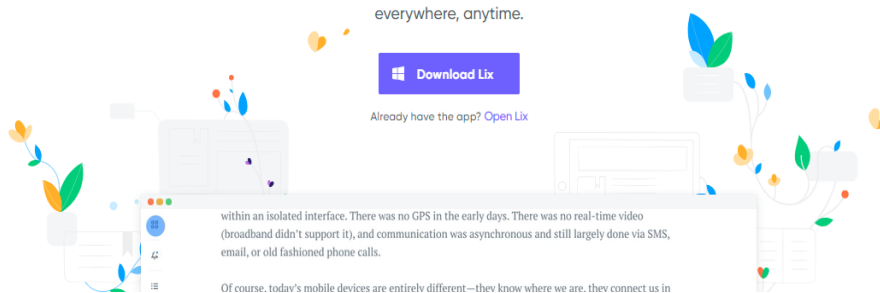 everywhere, anytime.
Download Lix
Already have the app? Open Lix
within an isolated interface. There was no GPS in the early days. There was no real-time video
(broadband didn't support it), and communication was asynchronous and still largely done via SMS,
email, or old fashioned phone calls.
Of course, today's mobile devices are entirely different—they know where we are, they connect us in